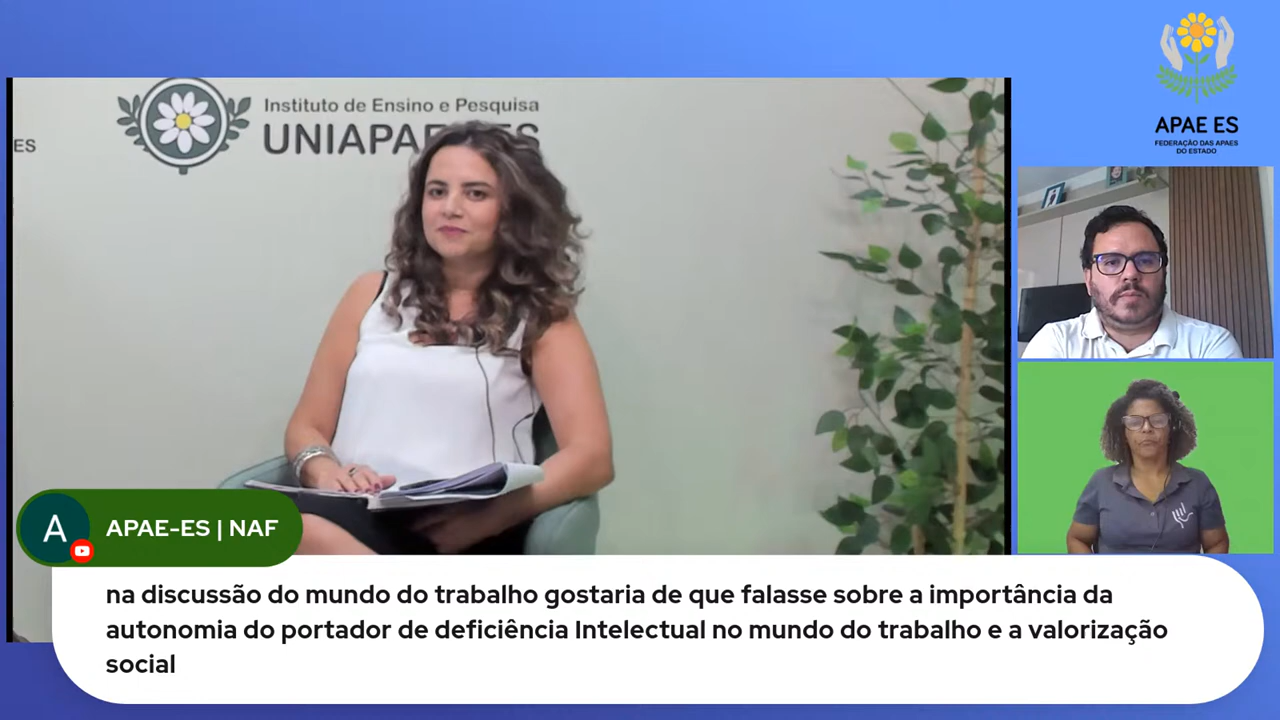 APAE ES
FEDERAÇÃO DAS APAES
DO ESTADO
ES
Instituto de Ensino e Pesquisa
UNIAPAE-ES
A
APAE-ES | NAF
na discussão do mundo do trabalho gostaria de que falasse sobre a importância da
autonomia do portador de deficiência Intelectual no mundo do trabalho e a valorização
social